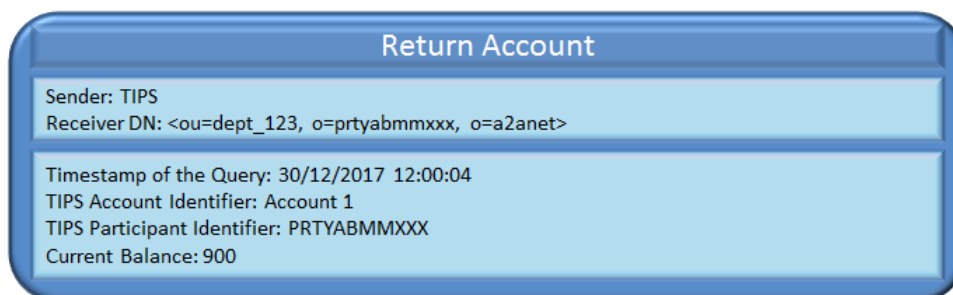 Return Account
Sender: TIPS
Receiver DN: <ou=dept_123, o=prtyabmmxxx, o=a2anet>
Timestamp of the Query: 30/12/2017 12:00:04
TIPS Account Identifier: Account 1
TIPS Participant Identifier: PRTYABMMXXX
Current Balance: 900